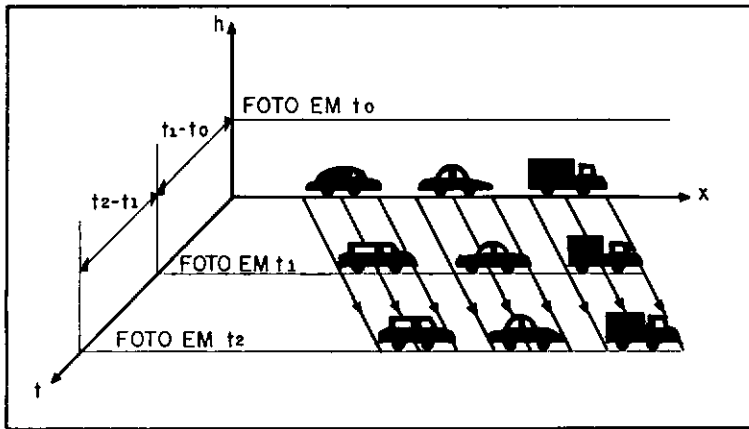 h
FOTO EM t0
t1-t0
t2-t1
x
FOTO EM t1
FOTO EM t2
t